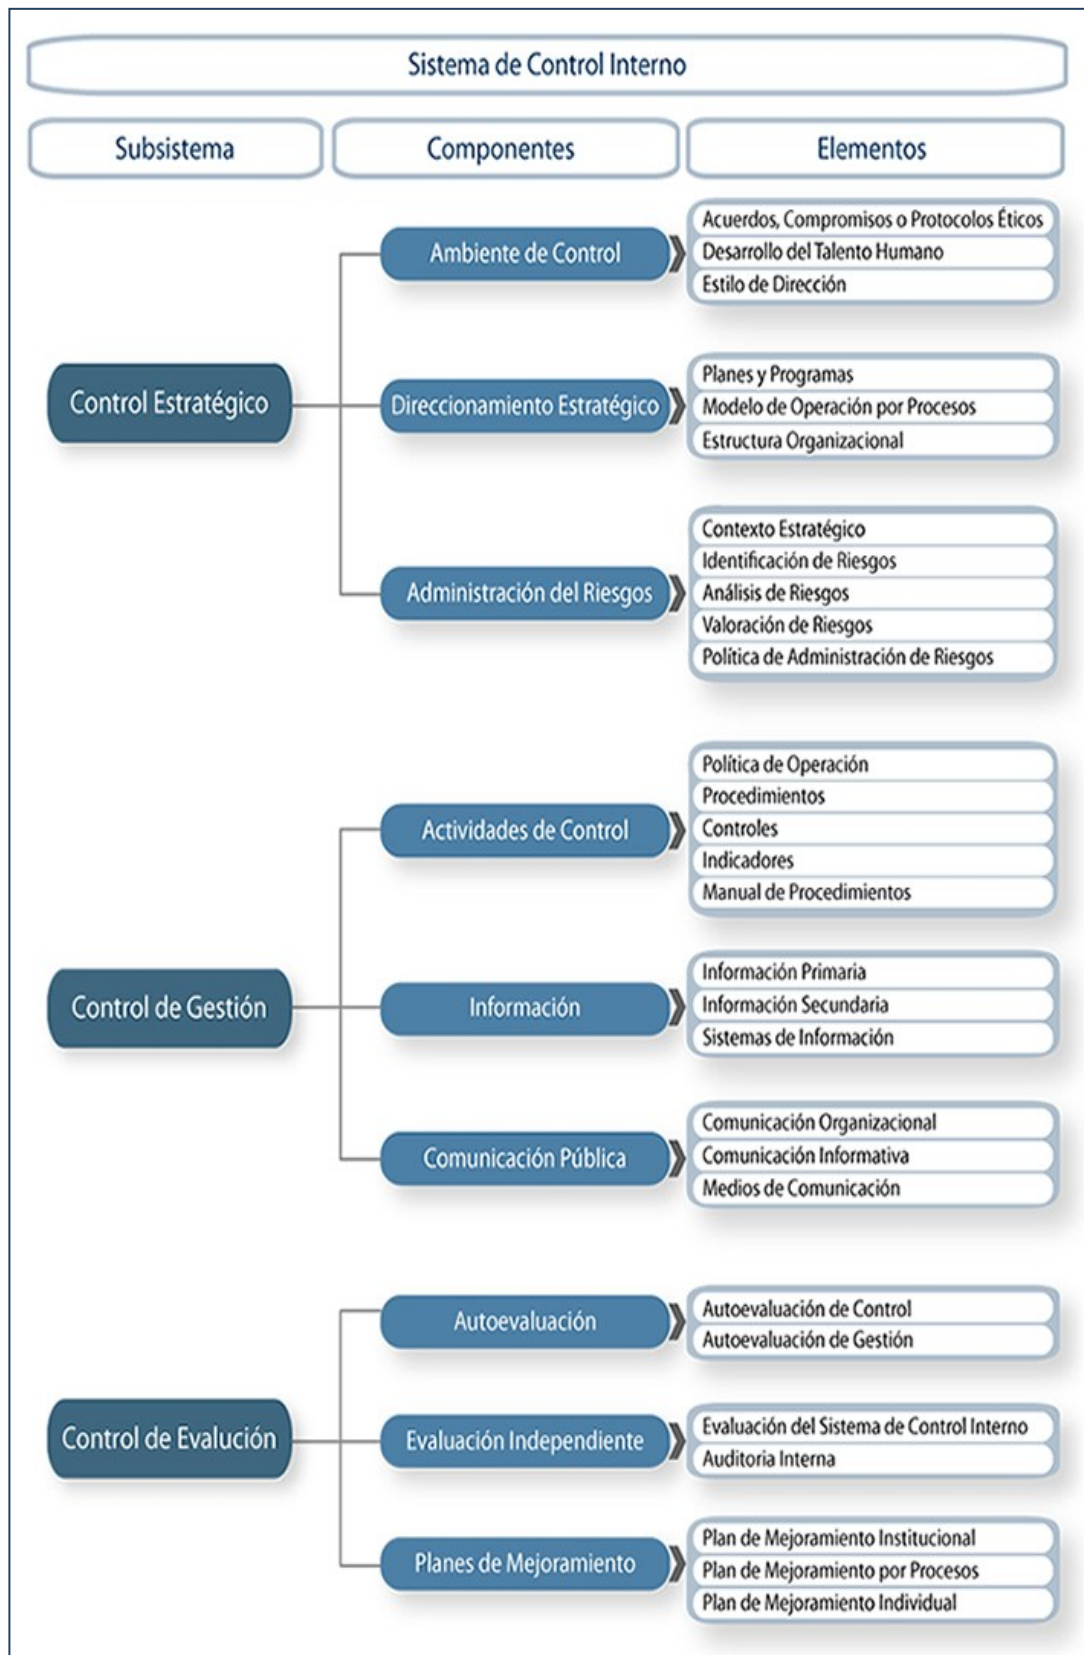 Sistema de Control Interno
Subsistema
Componentes
Elementos
Control Estratégico
Ambiente de Control
Acuerdos, Compromisos o Protocolos Éticos
Desarrollo del Talento Humano
Estilo de Dirección
Direccionamiento Estratégico
Planes y Programas
Modelo de Operación por Procesos
Estructura Organizacional
Administración del Riesgos
Contexto Estratégico
Identificación de Riesgos
Análisis de Riesgos
Valoración de Riesgos
Política de Administración de Riesgos
Control de Gestión
Actividades de Control
Política de Operación
Procedimientos
Controles
Indicadores
Manual de Procedimientos
Información
Información Primaria
Información Secundaria
Sistemas de Información
Comunicación Pública
Comunicación Organizacional
Comunicación Informativa
Medios de Comunicación
Control de Evalución
Autoevaluación
Autoevaluación de Control
Autoevaluación de Gestión
Evaluación Independiente
Evaluación del Sistema de Control Interno
Auditoria Interna
Planes de Mejoramiento
Plan de Mejoramiento Institucional
Plan de Mejoramiento por Procesos
Plan de Mejoramiento Individual